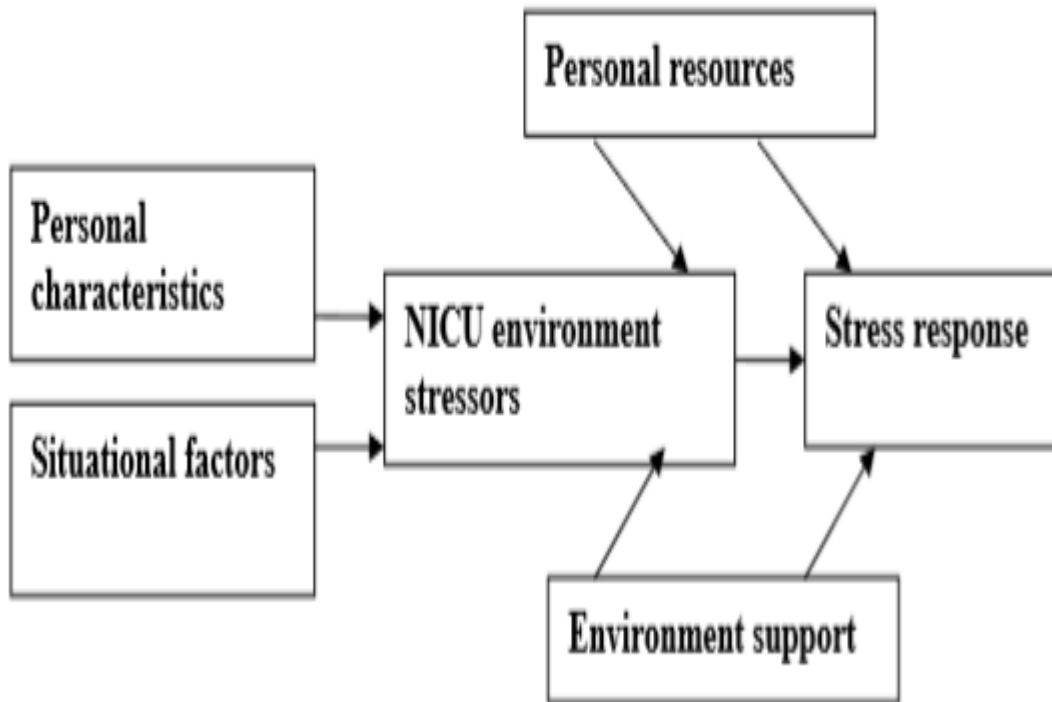 Personal resources
Personal
characteristics
NICU environment
stressors
Stress response
Situational factors
Environment support